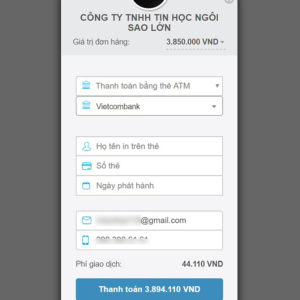 CÔNG TY TNHH TIN HỌC NGÔI
SAO LỚN
Giá trị đơn hàng: 3.850.000 VND
Thanh toán bằng thẻ ATM
Vietcombank
Họ tên in trên thẻ
Số thẻ
Ngày phát hành
@gmail.com
Phí giao dịch: 44.110 VND
Thanh toán 3.894.110 VND